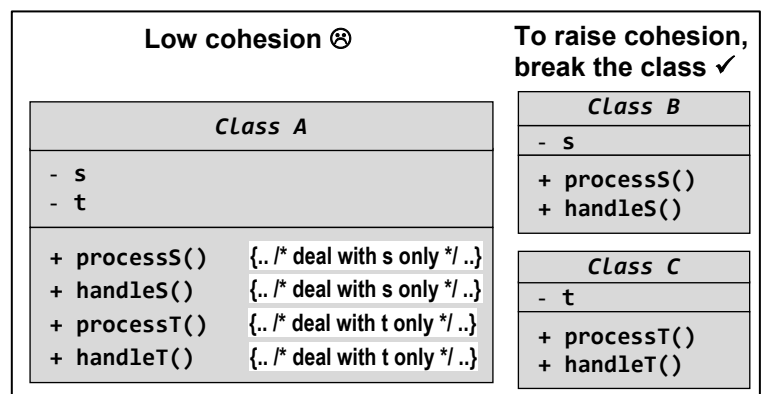 Low cohesion ☹
Class A
- s
- t
+ processS() {.. /* deal with s only */ ..}
+ handleS() {.. /* deal with s only */ ..}
+ processT() {.. /* deal with t only */ ..}
+ handleT() {.. /* deal with t only */ ..}
To raise cohesion,
break the class ✓
Class B
- s
+ processS()
+ handleS()
Class C
- t
+ processT()
+ handleT()